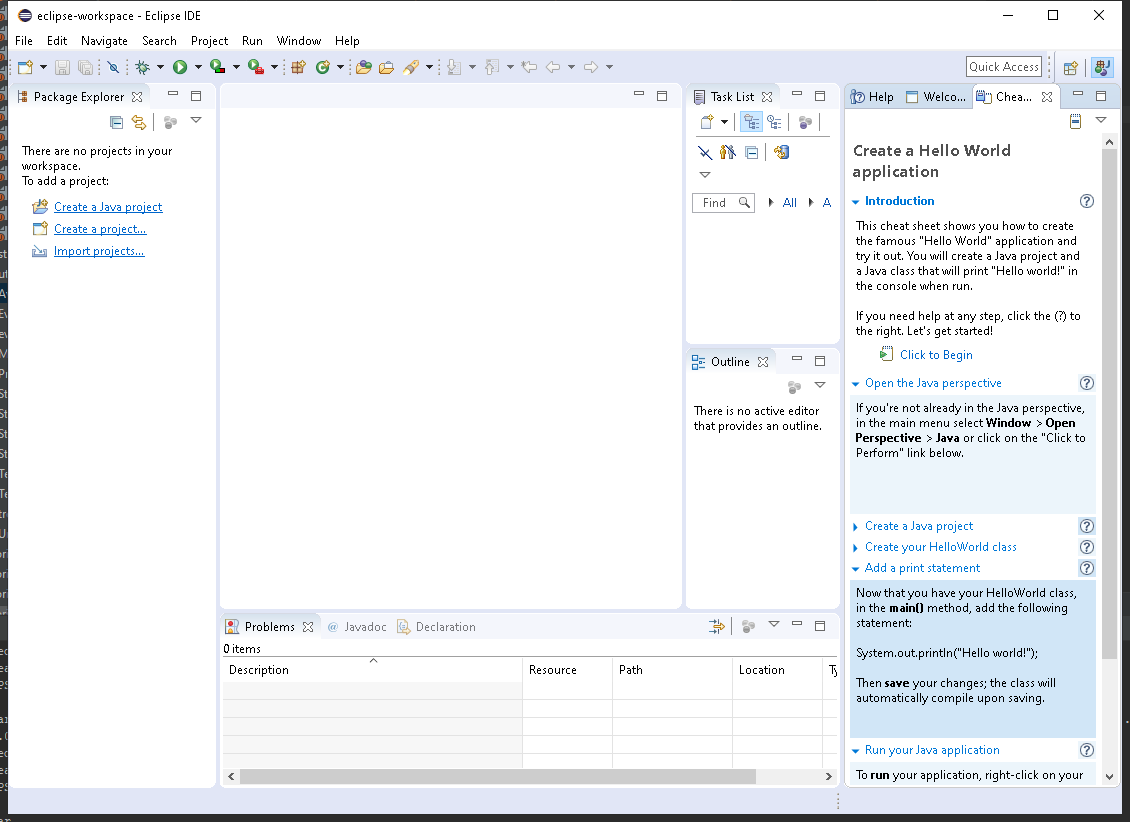 eclipse-workspace - Eclipse IDE
File Edit Navigate Search Project Run Window Help
Quick Access
Package Explorer
There are no projects in your
workspace.
To add a project:
Create a Java project
Create a project...
Import projects...
Task List
Find
All
A
Outline
There is no active editor
that provides an outline.
Problems
@ Javadoc
Declaration
0 items
Description Resource Path Location Ty
Help
Welco...
Chea...
Create a Hello World
application
Introduction
This cheat sheet shows you how to create
the famous "Hello World" application and
try it out. You will create a Java project and
a Java class that will print "Hello world!" in
the console when run.
If you need help at any step, click the (?) to
the right. Let's get started!
Click to Begin
Open the Java perspective
If you're not already in the Java perspective,
in the main menu select Window > Open
Perspective > Java or click on the "Click to
Perform" link below.
Create a Java project
Create your HelloWorld class
Add a print statement
Now that you have your HelloWorld class,
in the main() method, add the following
statement:
System.out.println("Hello world!");
Then save your changes; the class will
automatically compile upon saving.
Run your Java application
To run your application, right-click on your